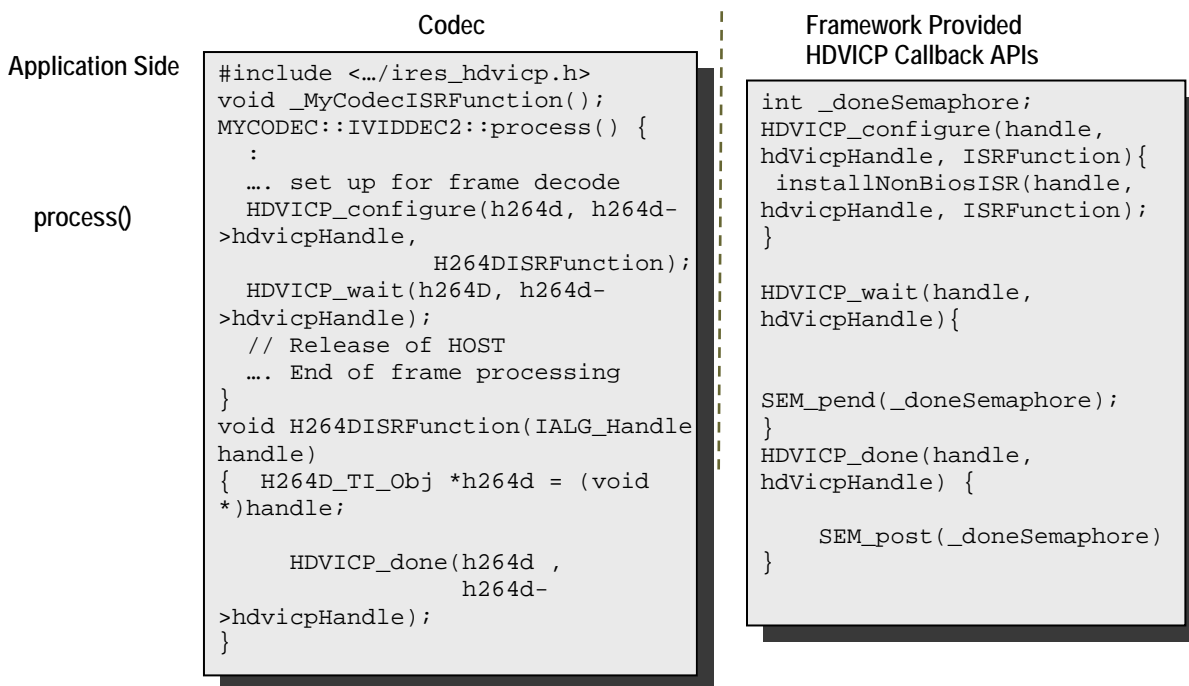 Codec
Framework Provided
HDVICP Callback APIs
Application Side
process()
#include <…/ires_hdvicp.h>
void _MyCodecISRFunction();
MYCODEC::IVIDDEC2::process() {
:
…. set up for frame decode
HDVICP_configure(h264d, h264d-
>hdvicpHandle,
H264DISRFunction);
HDVICP_wait(h264D, h264d-
>hdvicpHandle);
// Release of HOST
…. End of frame processing
}
void H264DISRFunction(IALG_Handle
handle)
{  H264D_TI_Obj *h264d = (void
*)handle;
HDVICP_done(h264d ,
h264d-
>hdvicpHandle);
}
int _doneSemaphore;
HDVICP_configure(handle,
hdVicpHandle, ISRFunction){
installNonBiosISR(handle,
hdvicpHandle, ISRFunction);
}
HDVICP_wait(handle,
hdVicpHandle){
SEM_pend(_doneSemaphore);
}
HDVICP_done(handle,
hdVicpHandle) {
SEM_post(_doneSemaphore)
}